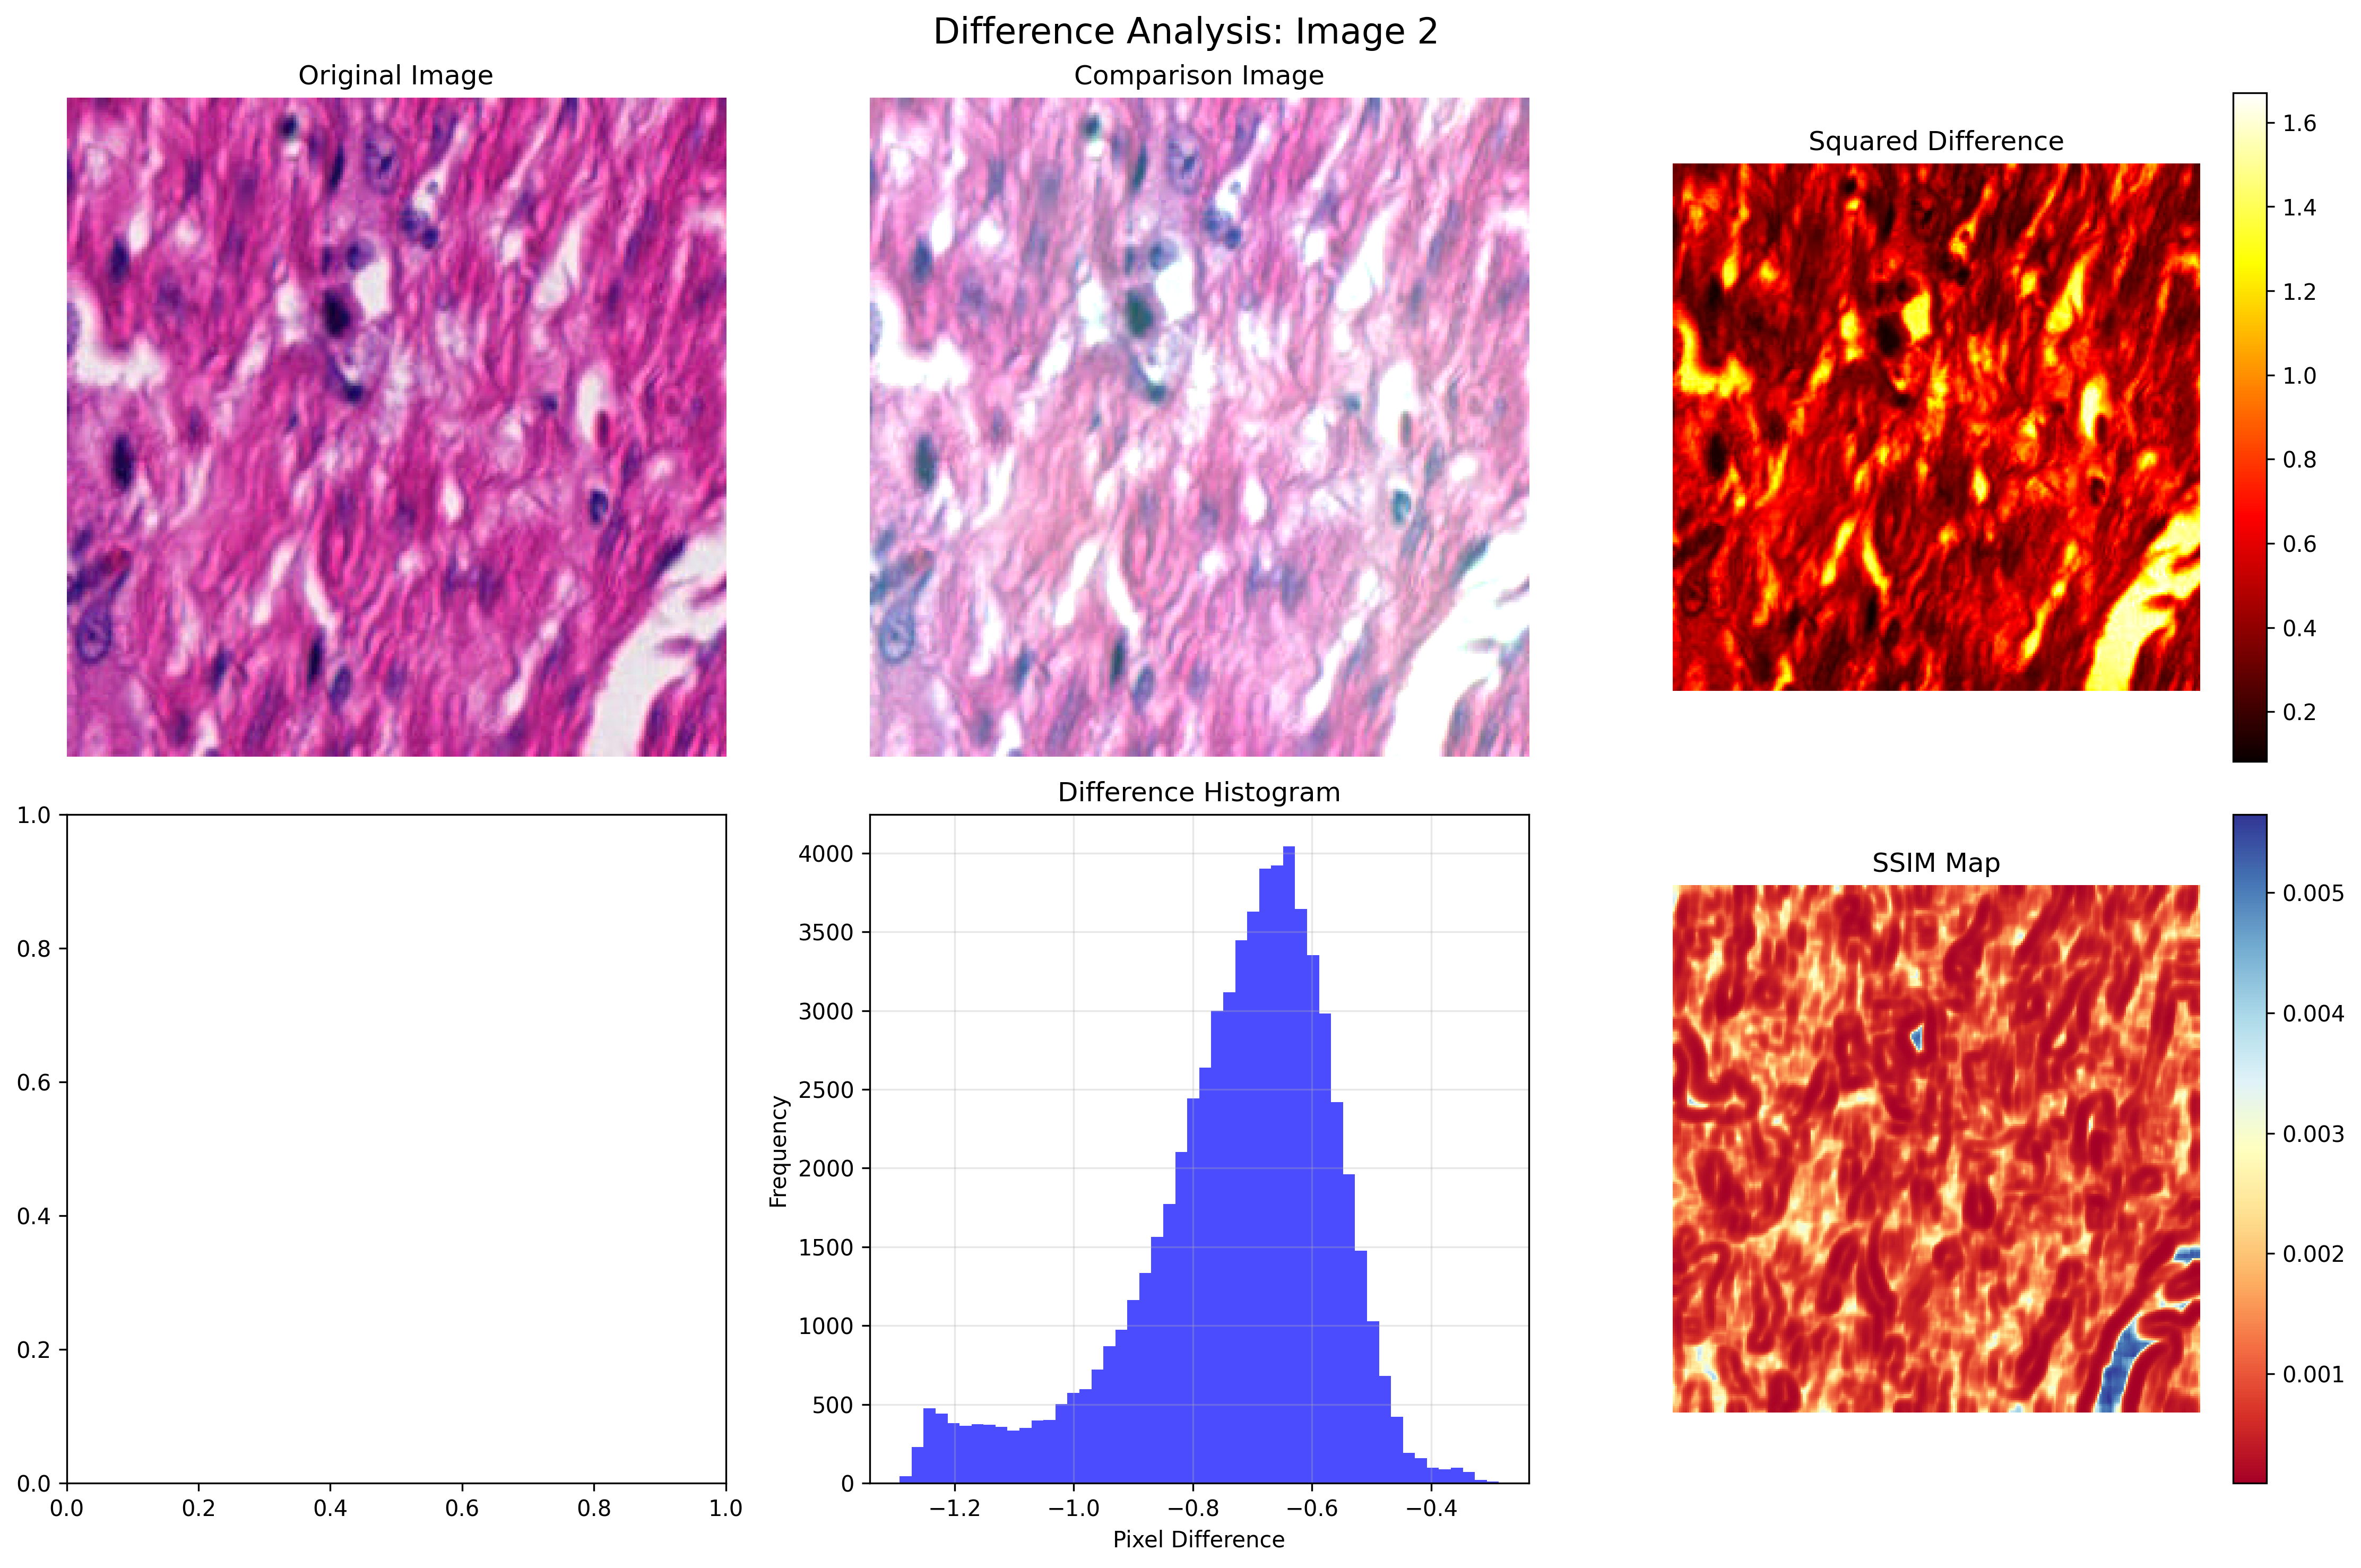 Difference Analysis: Image 2
Original Image
Comparison Image
Squared Difference
1.6
1.4
1.2
1.0
0.8
0.6
0.4
0.2
1.0
0.8
0.6
0.4
0.2
0.0
0.0 0.2 0.4 0.6 0.8 1.0
Difference Histogram
Frequency
4000
3500
3000
2500
2000
1500
1000
500
0
−1.2 −1.0 −0.8 −0.6 −0.4
Pixel Difference
SSIM Map
0.005
0.004
0.003
0.002
0.001